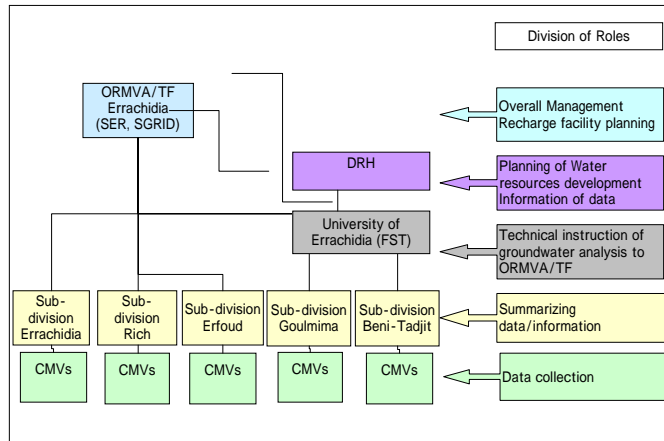 Division of Roles
ORMVA/TF
Errachidia
(SER, SGRID)
Overall Management
Recharge facility planning
DRH
Planning of Water
resources development
Information of data
University of
Errachidia (FST)
Technical instruction of
groundwater analysis to
ORMVA/TF
Sub-
division
Errachidia
Sub-
division
Rich
Sub-division
Erfoud
Sub-division
Goulmima
Sub-division
Beni-Tadjit
Summarizing
data/information
CMVs
CMVs
CMVs
CMVs
CMVs
Data collection